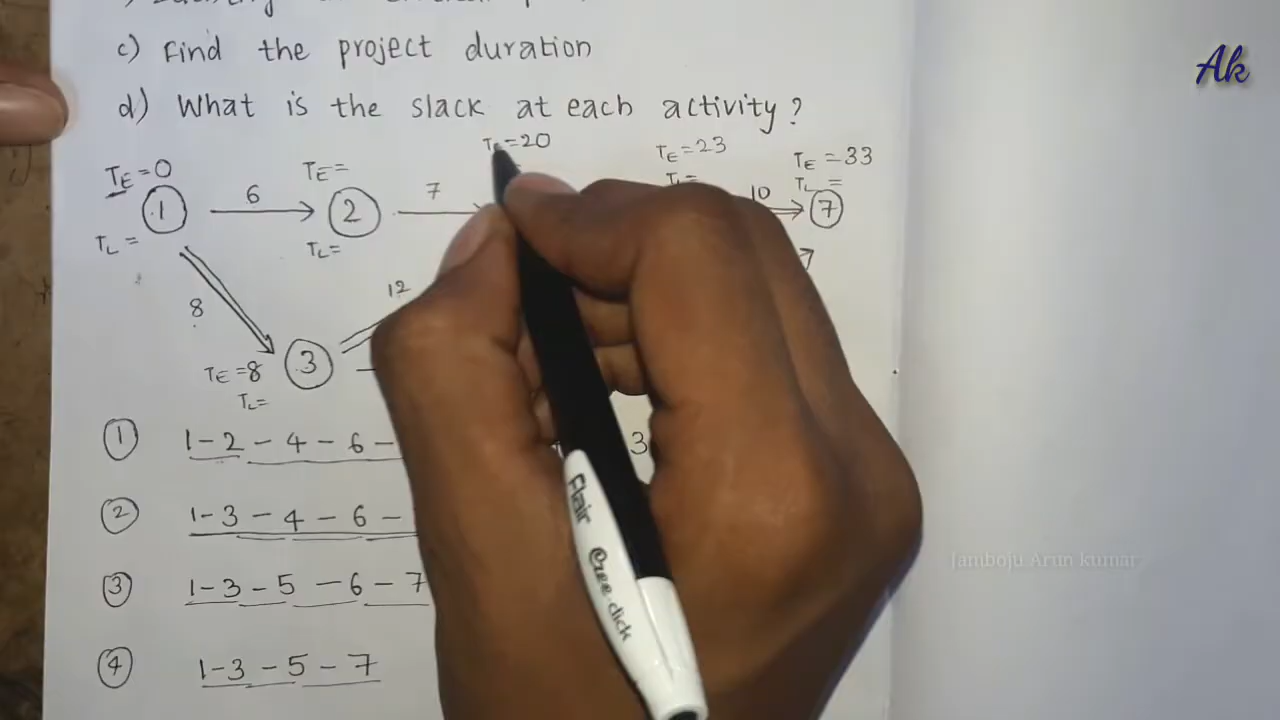 c) Find the project duration
Ak
d) What is the slack at each activity?
TE=20
TE=0 TE= TE=23 TE=33
TL= TL=
1 6 2 7 10 7
TL= TL=
8 12
TE=8 3
TL=
1 1-2-4-6- 3
2 1-3-4-6-
Flair Cree-click
Jamboju Arun kumar
3 1-3-5-6-7
4 1-3-5-7